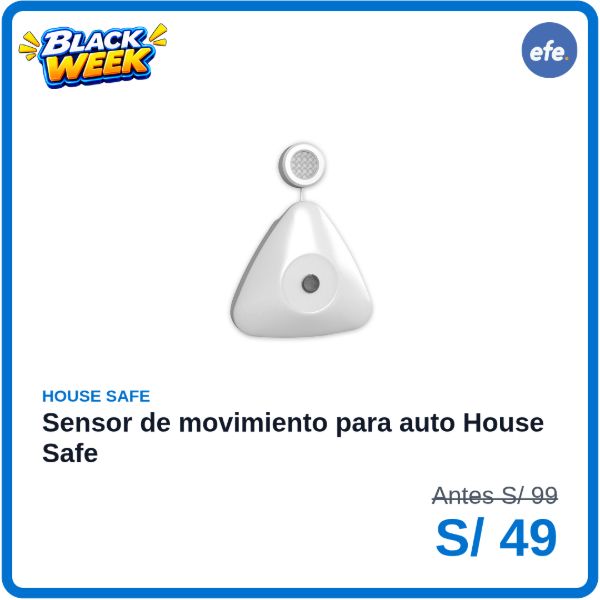 BLACK
WEEK
efe.
HOUSE SAFE
Sensor de movimiento para auto House
Safe
Antes S/ 99
S/ 49